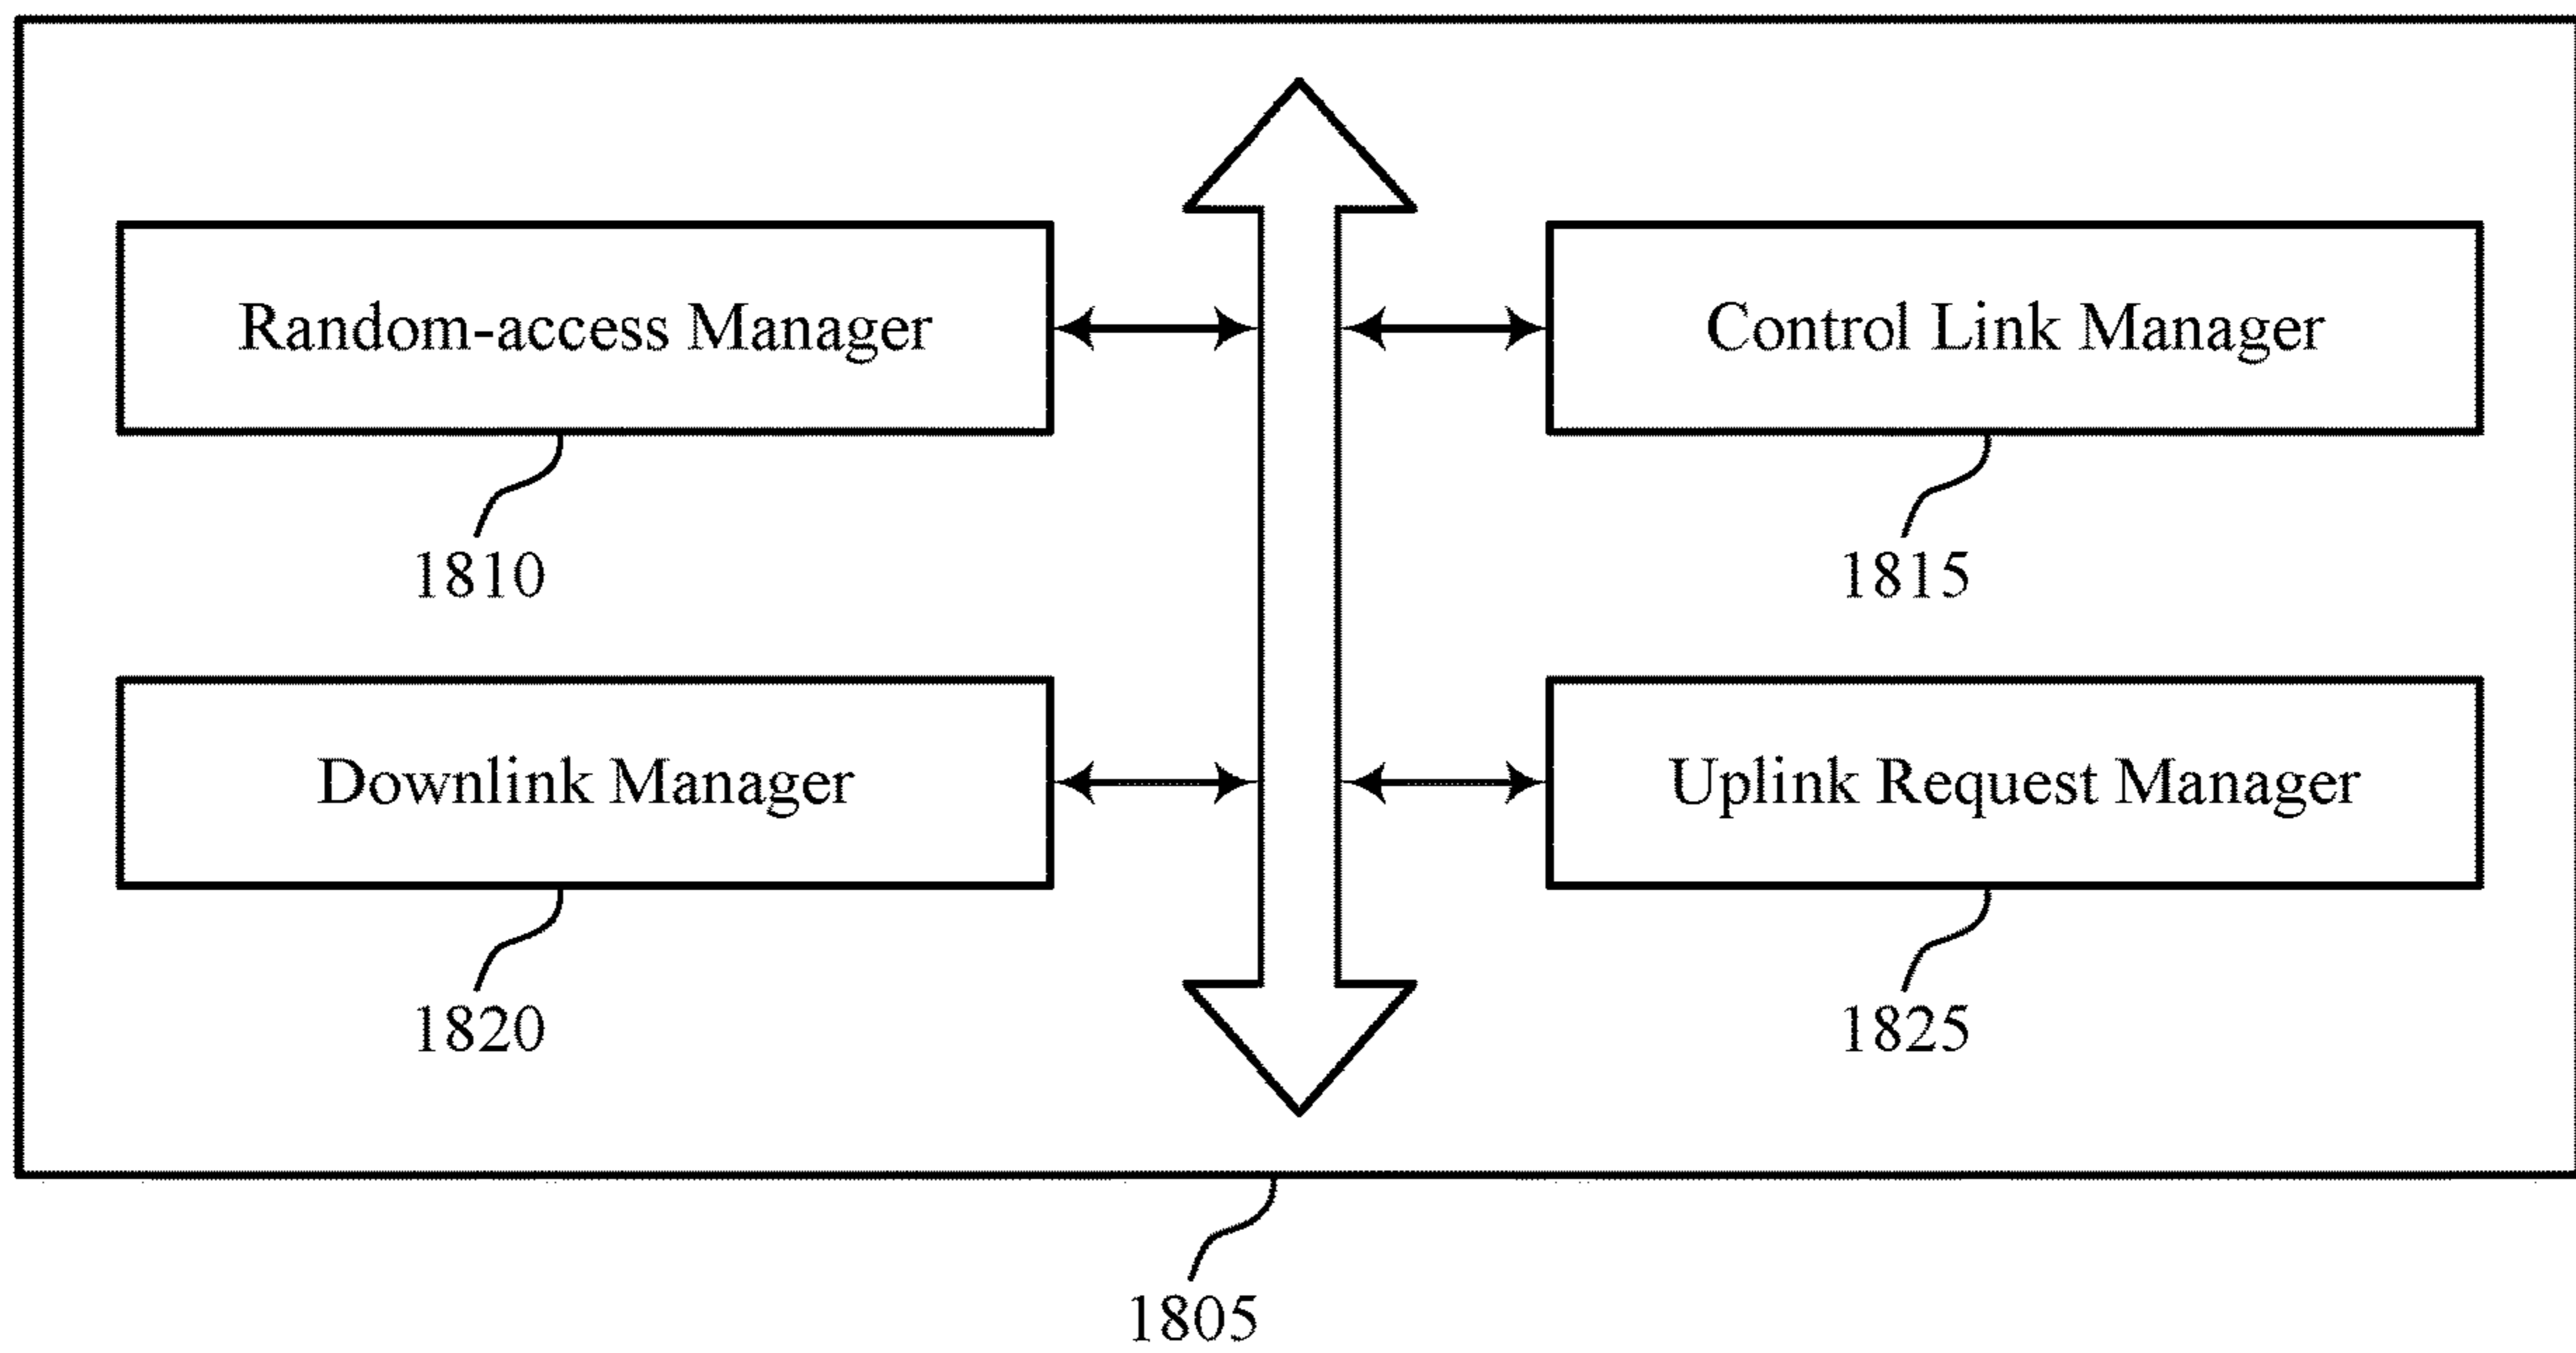 Random-access Manager
Control Link Manager
1810
1815
Downlink Manager
Uplink Request Manager
1820
1825
1805